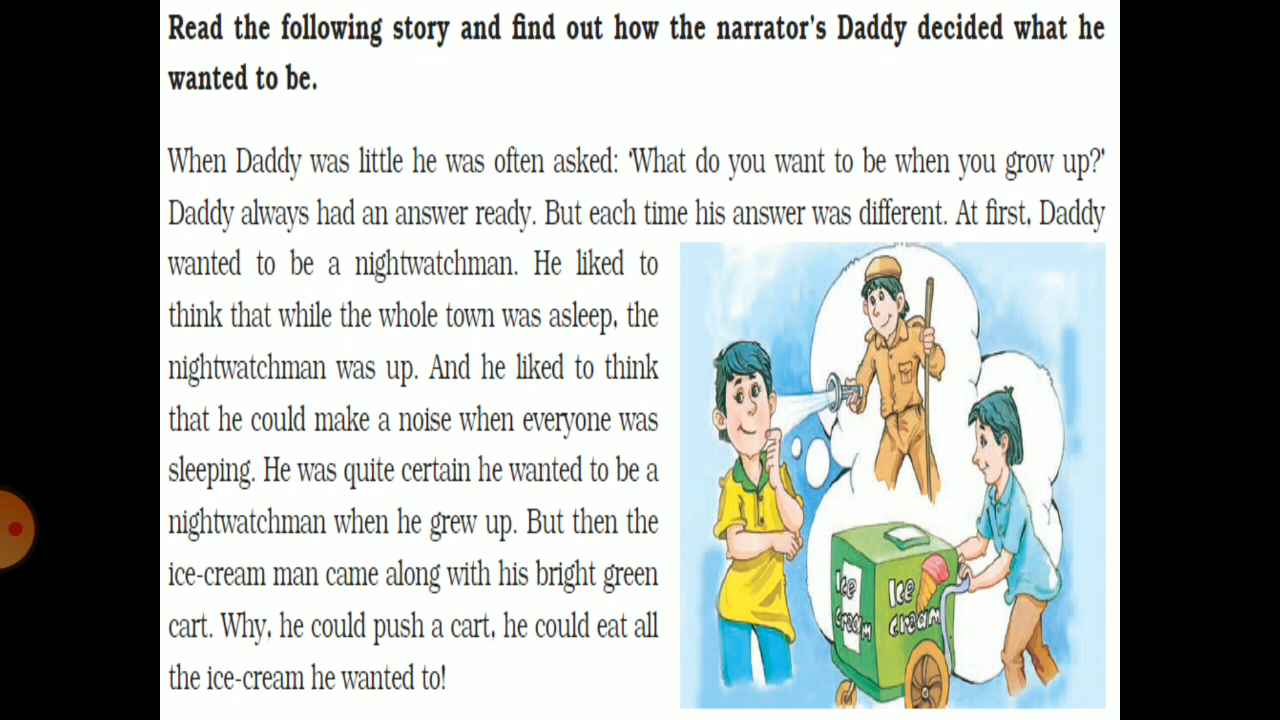 Read the following story and find out how the narrator's Daddy decided what he
wanted to be.
When Daddy was little he was often asked: 'What do you want to be when you grow up?'
Daddy always had an answer ready. But each time his answer was different. At first, Daddy
wanted to be a nightwatchman. He liked to
think that while the whole town was asleep, the
nightwatchman was up. And he liked to think
that he could make a noise when everyone was
sleeping. He was quite certain he wanted to be a
nightwatchman when he grew up. But then the
ice-cream man came along with his bright green
cart. Why, he could push a cart, he could eat all
the ice-cream he wanted to!
Ice
cream
Ice
cream